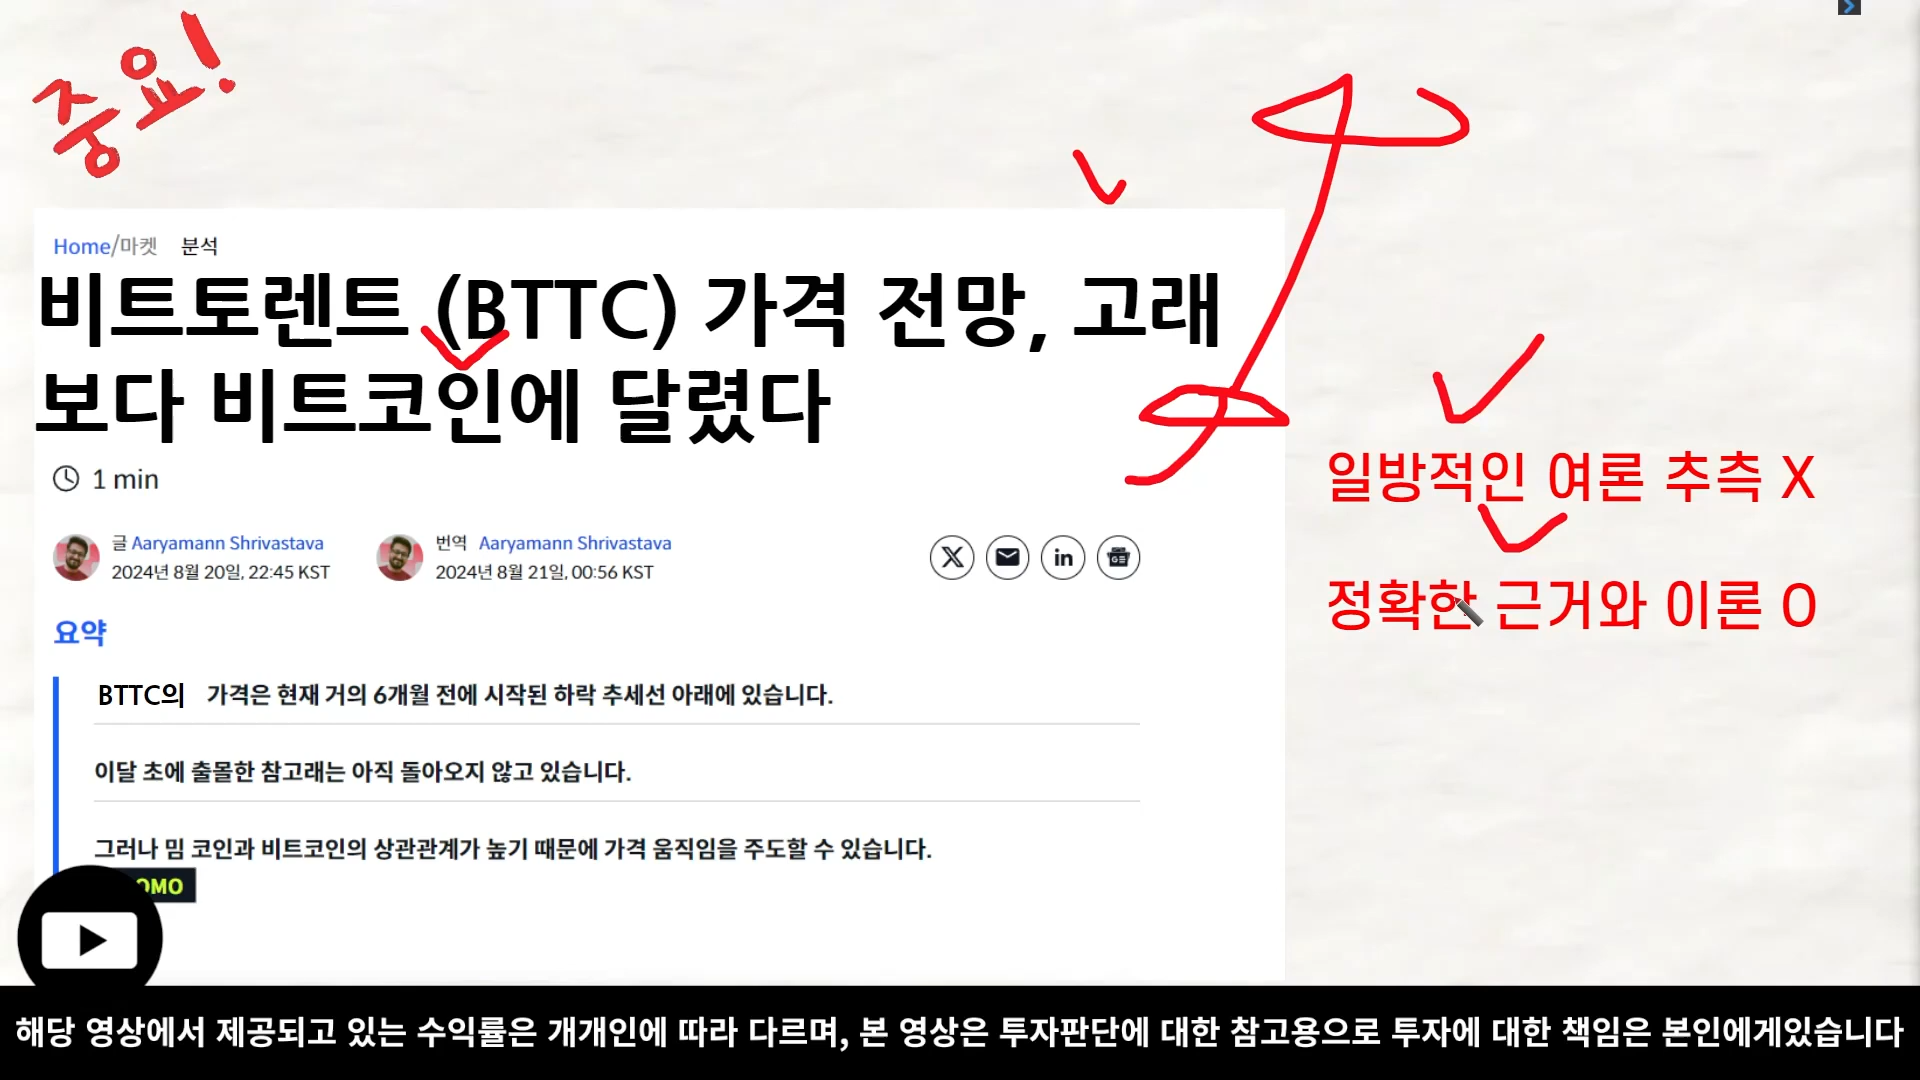 중요!
Home/마켓 분석
비트토렌트 (BTTC) 가격 전망, 고래
보다 비트코인에 달렸다
1 min
글 Aaryamann Shrivastava
2024년 8월 20일, 22:45 KST
번역 Aaryamann Shrivastava
2024년 8월 21일, 00:56 KST
요약
BTTC의 가격은 현재 거의 6개월 전에 시작된 하락 추세선 아래에 있습니다.
이달 초에 출몰한 참고래는 아직 돌아오지 않고 있습니다.
그러나 밈 코인과 비트코인의 상관관계가 높기 때문에 가격 움직임을 주도할 수 있습니다.
OMO
일방적인 여론 추측 X
정확한 근거와 이론 O
해당 영상에서 제공되고 있는 수익률은 개개인에 따라 다르며, 본 영상은 투자판단에 대한 참고용으로 투자에 대한 책임은 본인에게있습니다